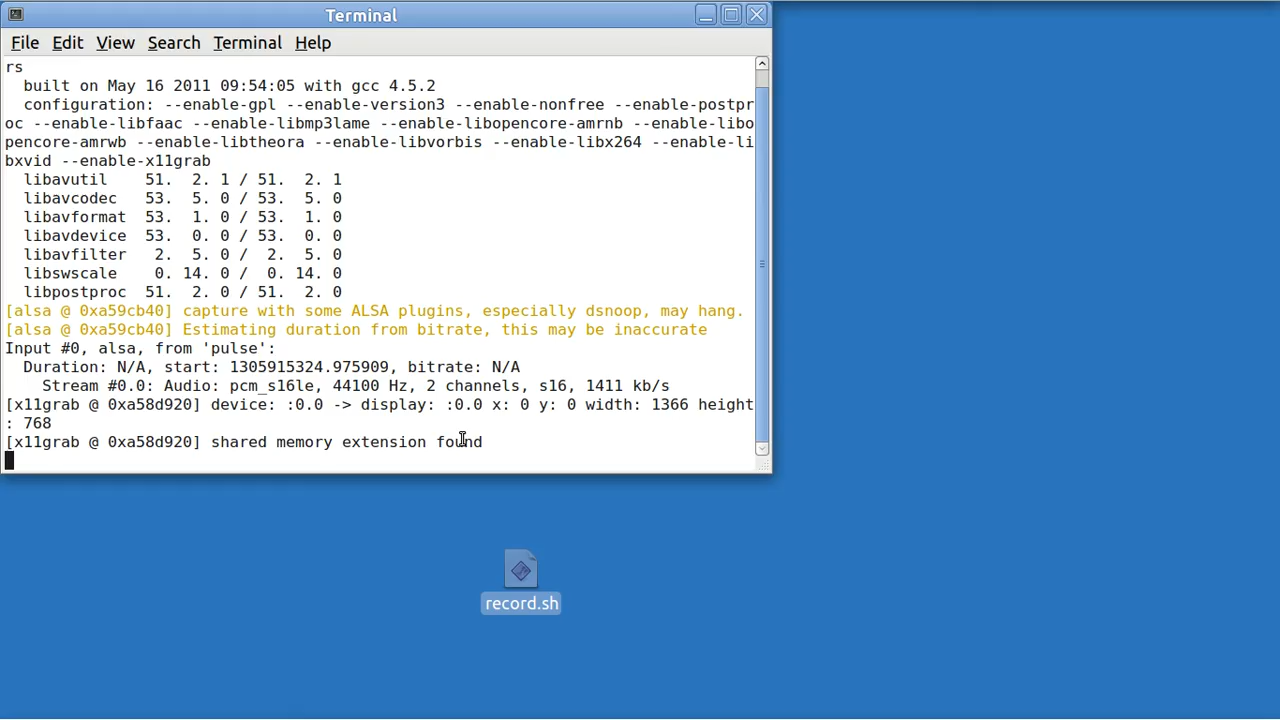 Terminal
File Edit View Search Terminal Help
rs
  built on May 16 2011 09:54:05 with gcc 4.5.2
  configuration: --enable-gpl --enable-version3 --enable-nonfree --enable-postpr
oc --enable-libfaac --enable-libmp3lame --enable-libopencore-amrnb --enable-libo
pencore-amrwb --enable-libtheora --enable-libvorbis --enable-libx264 --enable-li
bxvid --enable-x11grab
  libavutil    51.  2. 1 / 51.  2. 1
  libavcodec   53.  5. 0 / 53.  5. 0
  libavformat  53.  1. 0 / 53.  1. 0
  libavdevice  53.  0. 0 / 53.  0. 0
  libavfilter   2.  5. 0 /  2.  5. 0
  libswscale    0. 14. 0 /  0. 14. 0
  libpostproc  51.  2. 0 / 51.  2. 0
[alsa @ 0xa59cb40] capture with some ALSA plugins, especially dsnoop, may hang.
[alsa @ 0xa59cb40] Estimating duration from bitrate, this may be inaccurate
Input #0, alsa, from 'pulse':
  Duration: N/A, start: 1305915324.975909, bitrate: N/A
    Stream #0.0: Audio: pcm_s16le, 44100 Hz, 2 channels, s16, 1411 kb/s
[x11grab @ 0xa58d920] device: :0.0 -> display: :0.0 x: 0 y: 0 width: 1366 height
: 768
[x11grab @ 0xa58d920] shared memory extension found
record.sh